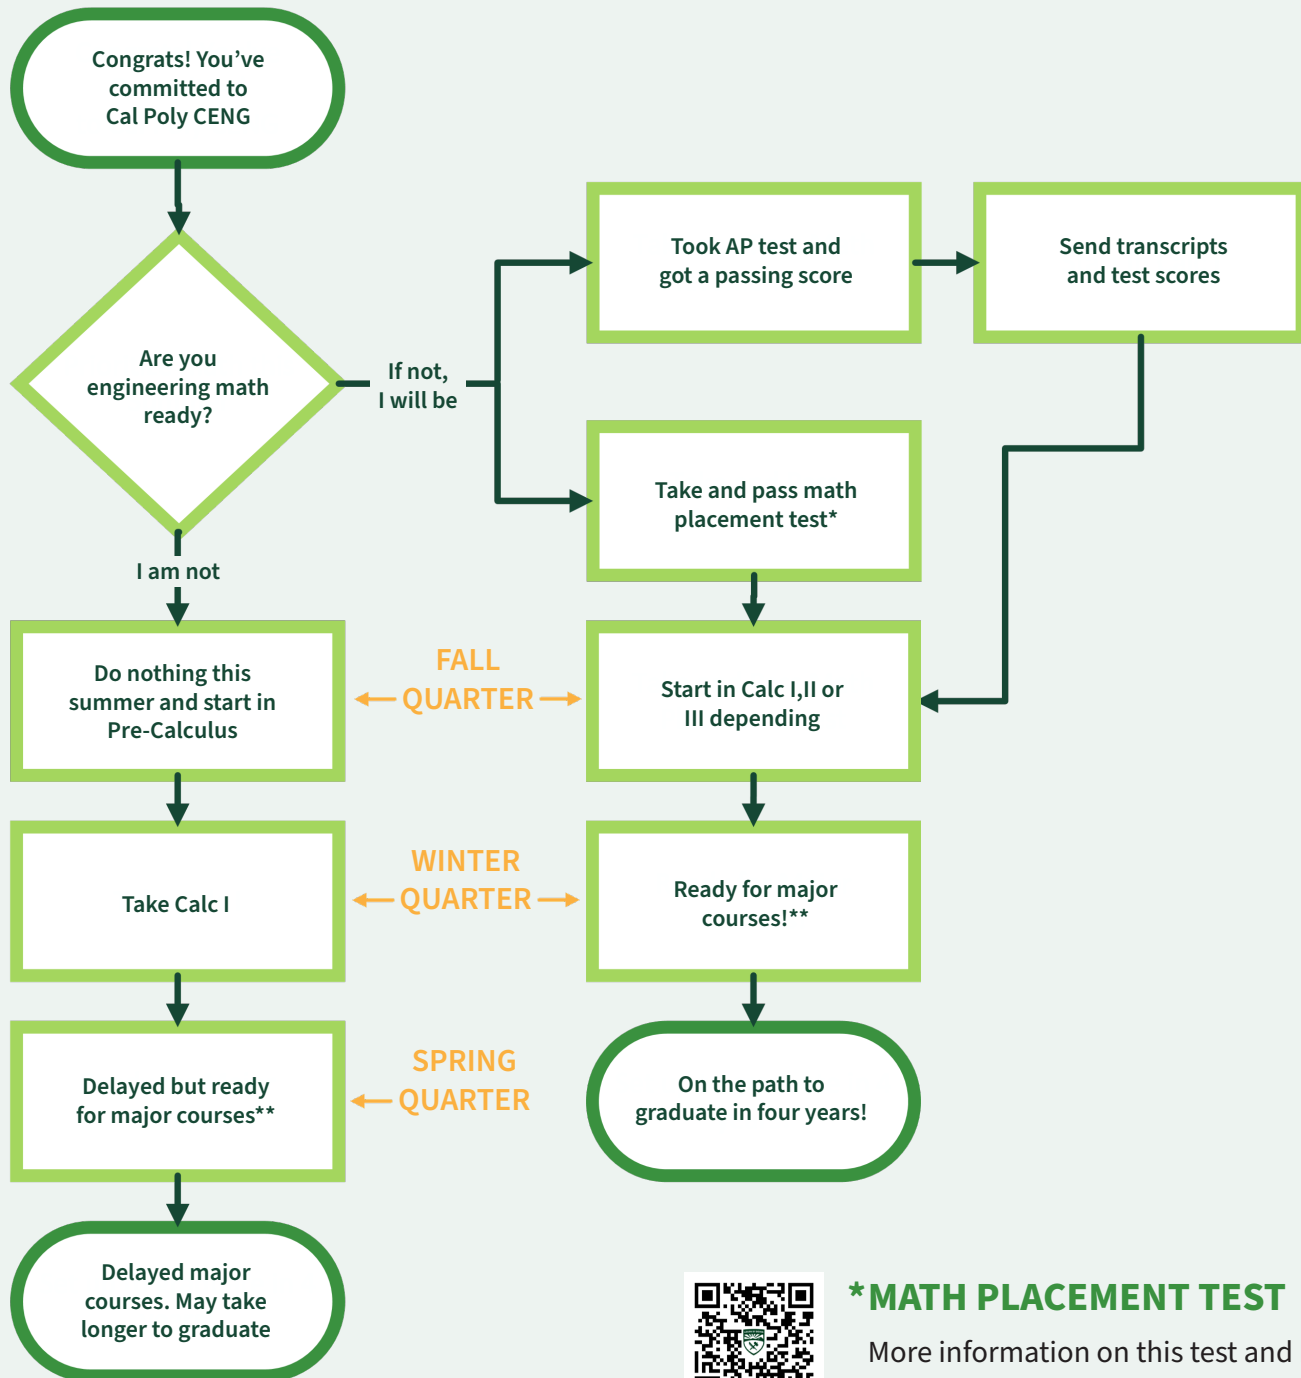 Congrats! You’ve
committed to
Cal Poly CENG
Took AP test and
got a passing score
Send transcripts
and test scores
Are you
engineering math
ready?
If not,
I will be
Take and pass math
placement test*
I am not
Do nothing this
summer and start in
Pre-Calculus
FALL
QUARTER
Start in Calc I,II or
III depending
Take Calc I
WINTER
QUARTER
Ready for major
courses!**
Delayed but ready
for major courses**
SPRING
QUARTER
On the path to
graduate in four years!
Delayed major
courses. May take
longer to graduate
*MATH PLACEMENT TEST
More information on this test and